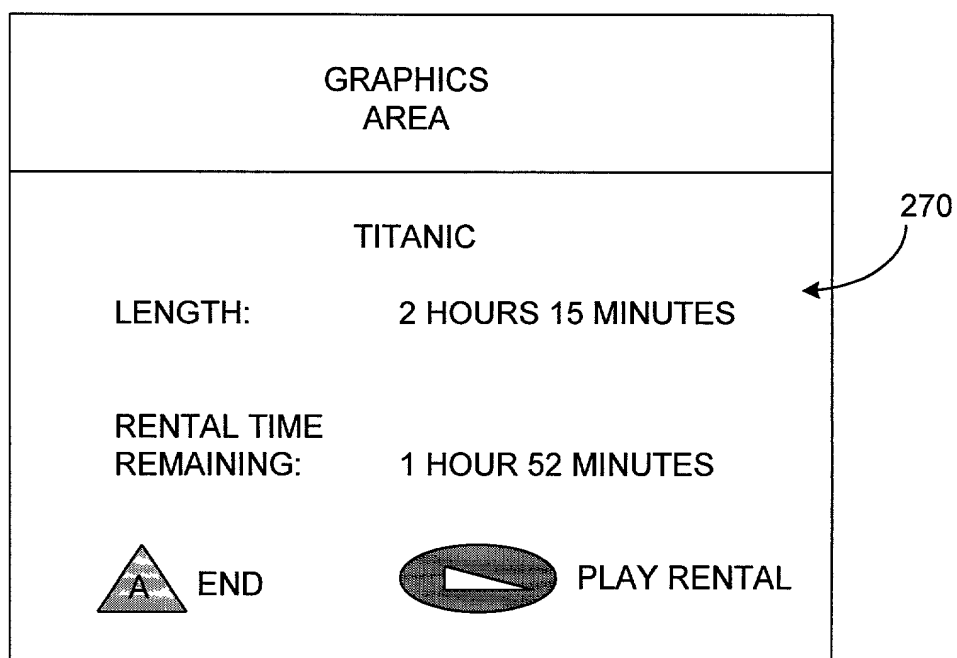 GRAPHICS
AREA
270
TITANIC
LENGTH: 2 HOURS 15 MINUTES
RENTAL TIME
REMAINING: 1 HOUR 52 MINUTES
A END PLAY RENTAL